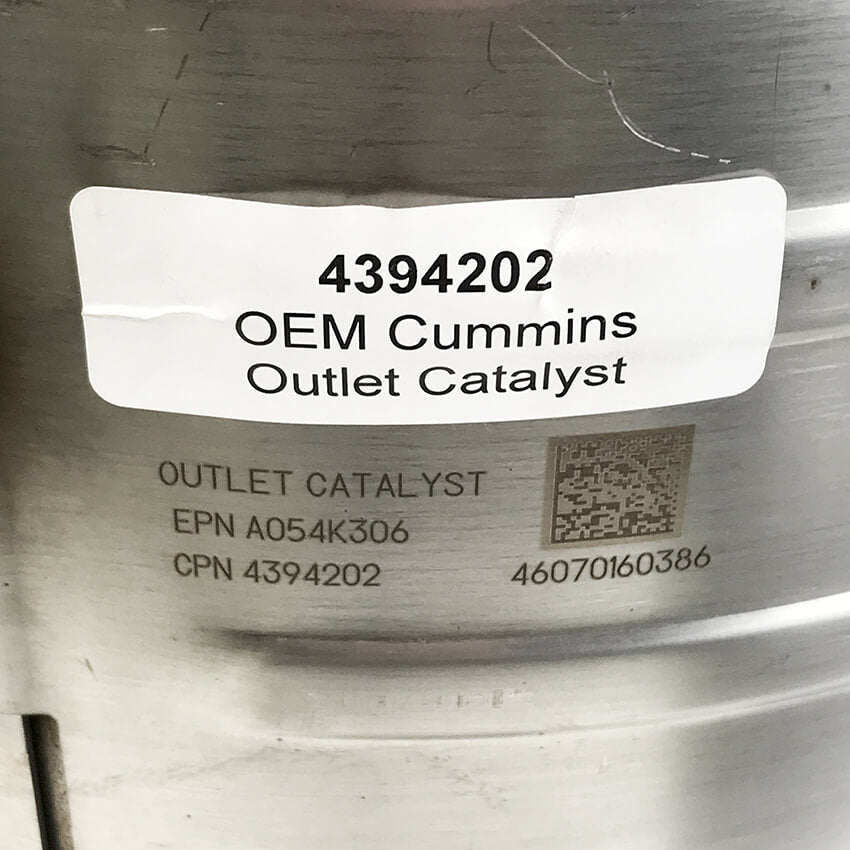 4394202
OEM Cummins
Outlet Catalyst
OUTLET CATALYST
EPN A054K306
CPN 4394202
46070160386